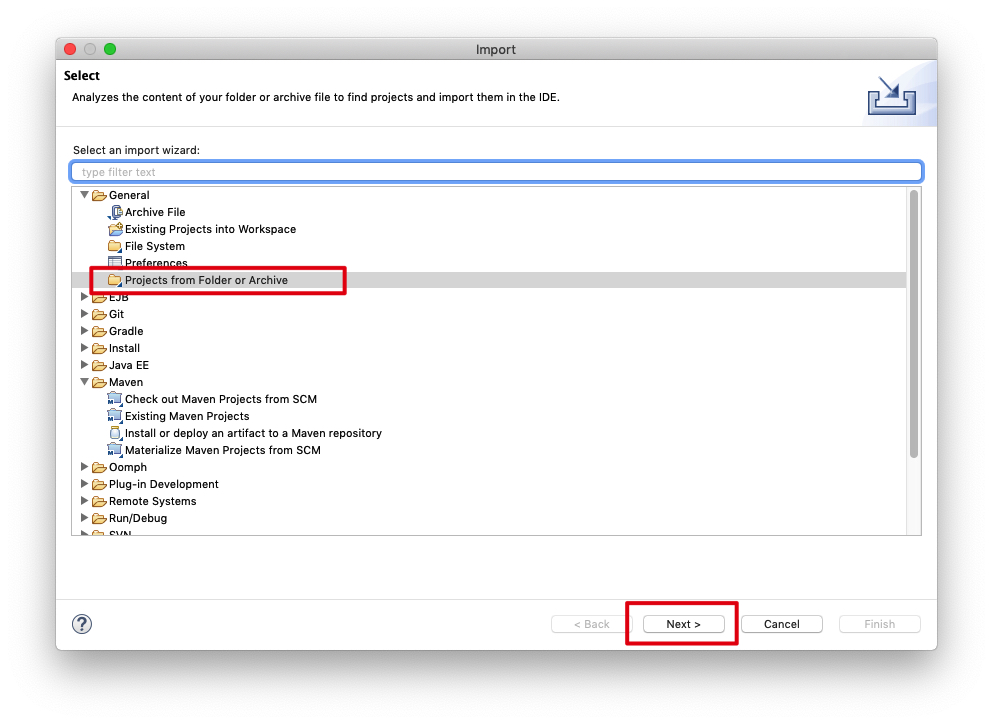 Import
Select
Analyzes the content of your folder or archive file to find projects and import them in the IDE.
Select an import wizard:
type filter text
General
Archive File
Existing Projects into Workspace
File System
Preferences
Projects from Folder or Archive
EJB
Git
Gradle
Install
Java EE
Maven
Check out Maven Projects from SCM
Existing Maven Projects
Install or deploy an artifact to a Maven repository
Materialize Maven Projects from SCM
Oomph
Plug-in Development
Remote Systems
Run/Debug
SVN
? < Back Next > Cancel Finish